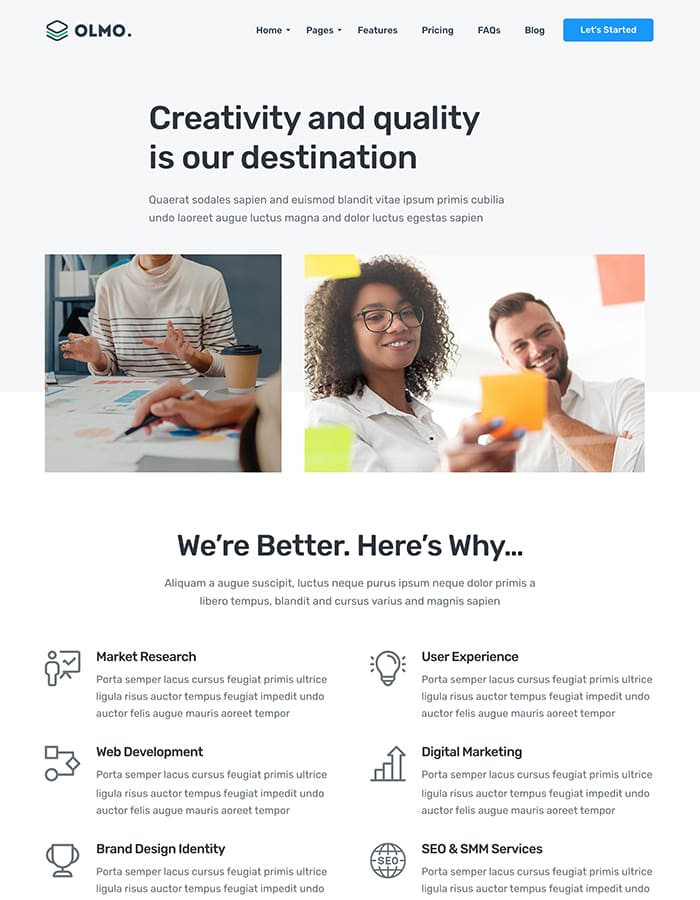 OLMO.
Home Pages Features Pricing FAQs Blog Let's Started
Creativity and quality
is our destination
Quaerat sodales sapien and euismod blandit vitae ipsum primis cubilia
undo laoreet augue luctus magna and dolor luctus egestas sapien
We're Better. Here's Why...
Aliquam a augue suscipit, luctus neque purus ipsum neque dolor primis a
libero tempus, blandit and cursus varius and magnis sapien
Market Research
Porta semper lacus cursus feugiat primis ultrice
ligula risus auctor tempus feugiat impedit undo
auctor felis augue mauris aoreet tempor
User Experience
Porta semper lacus cursus feugiat primis ultrice
ligula risus auctor tempus feugiat impedit undo
auctor felis augue mauris aoreet tempor
Web Development
Porta semper lacus cursus feugiat primis ultrice
ligula risus auctor tempus feugiat impedit undo
auctor felis augue mauris aoreet tempor
Digital Marketing
Porta semper lacus cursus feugiat primis ultrice
ligula risus auctor tempus feugiat impedit undo
auctor felis augue mauris aoreet tempor
Brand Design Identity
Porta semper lacus cursus feugiat primis ultrice
ligula risus auctor tempus feugiat impedit undo
SEO
SEO & SMM Services
Porta semper lacus cursus feugiat primis ultrice
ligula risus auctor tempus feugiat impedit undo